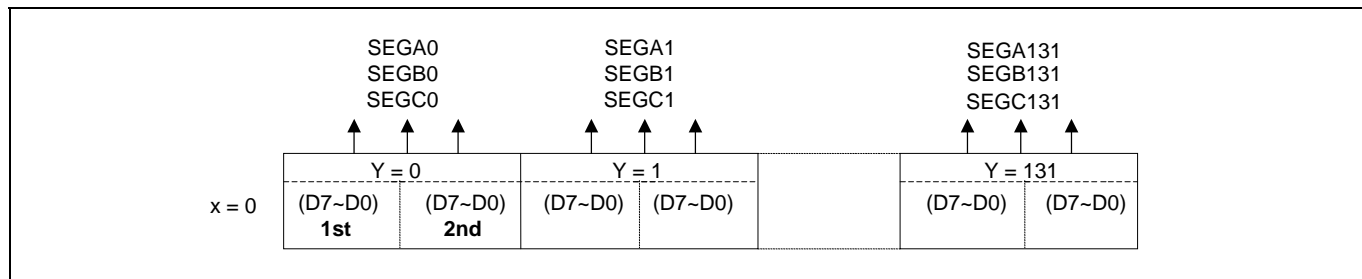 SEGA0 SEGA1 SEGA131
SEGB0 SEGB1 SEGB131
SEGC0 SEGC1 SEGC131
Y = 0 Y = 1 Y = 131
x = 0 (D7~D0) (D7~D0) (D7~D0) (D7~D0) (D7~D0) (D7~D0)
1st 2nd